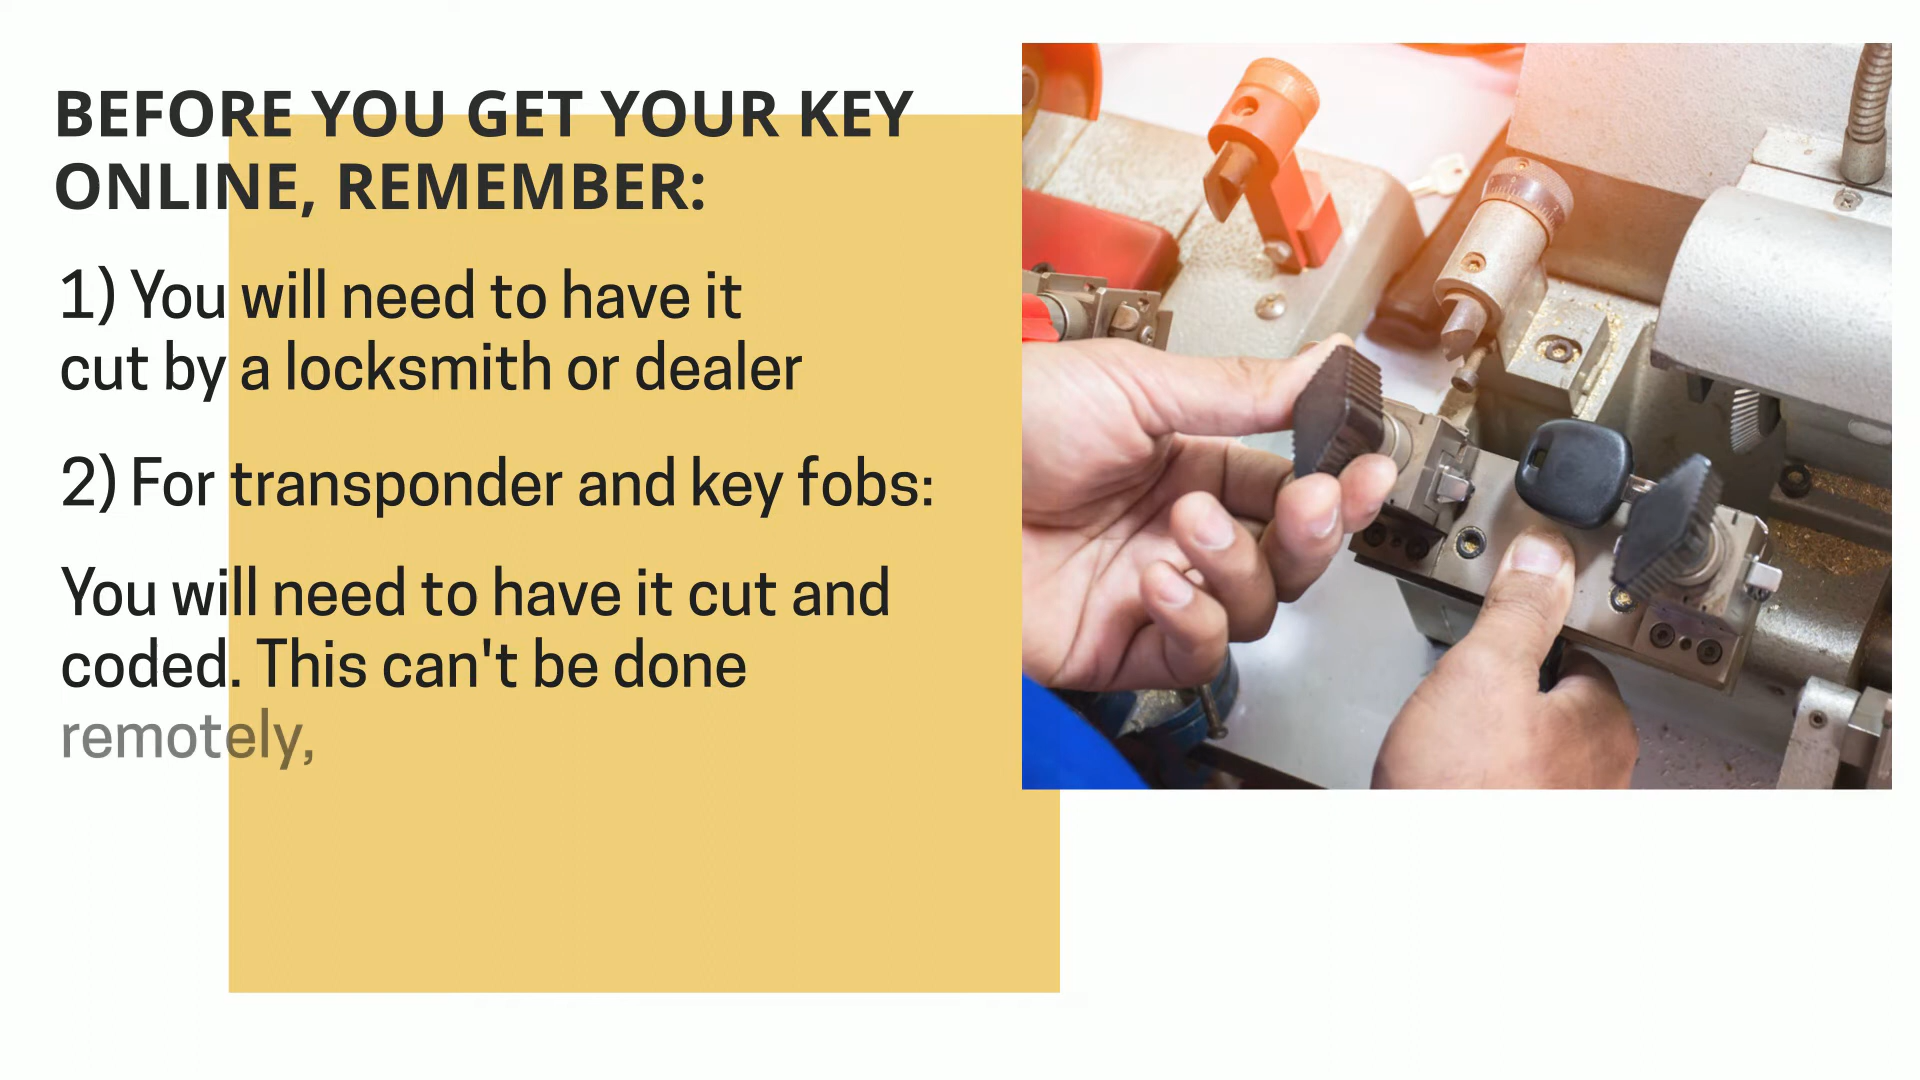 BEFORE YOU GET YOUR KEY
ONLINE, REMEMBER:
1) You will need to have it
cut by a locksmith or dealer
2) For transponder and key fobs:
You will need to have it cut and
coded. This can't be done
remotely,